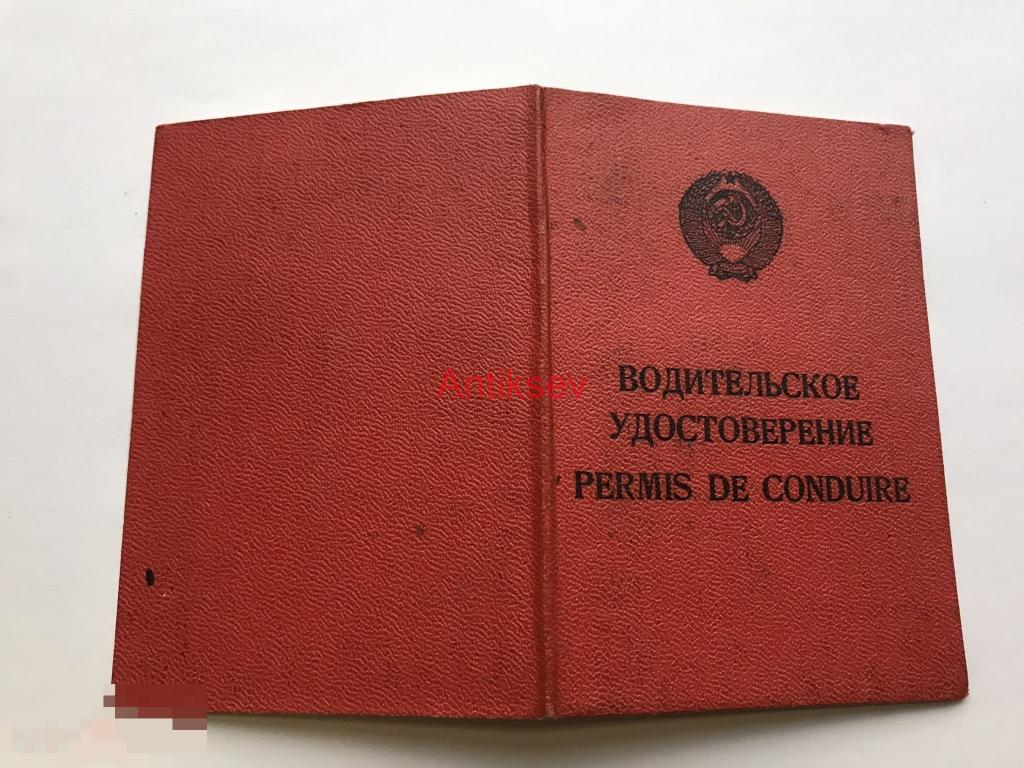 Antiksev
ВОДИТЕЛЬСКОЕ
УДОСТОВЕРЕНИЕ
PERMIS DE CONDUIRE